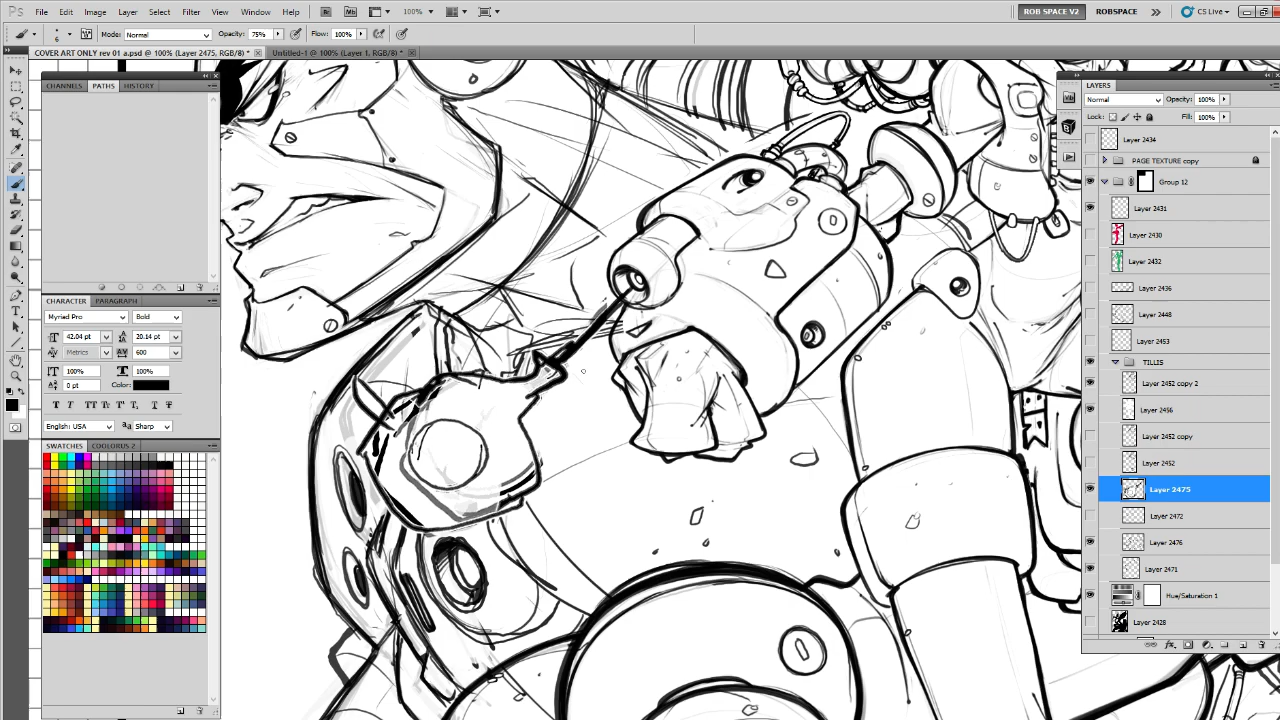 Ps File Edit Image Layer Select Filter View Window Help Br Mb 100% ROB SPACE V2 ROBSPACE CS Live
6 Mode: Normal Opacity: 75% Flow: 100%
COVER ART ONLY rev 01 a.psd @ 100% (Layer 2475, RGB/8) * Untitled-1 @ 100% (Layer 1, RGB/8) *
CHANNELS PATHS HISTORY
CHARACTER PARAGRAPH
Myriad Pro Bold
42.04 pt 20.14 pt
Metrics 600
100% 100%
0 pt Color:
English: USA Sharp
SWATCHES COOLORUS 2
LAYERS
Normal Opacity: 100%
Lock: Fill: 100%
Layer 2434
PAGE TEXTURE copy
Group 12
Layer 2431
Layer 2430
Layer 2432
Layer 2436
Layer 2448
Layer 2453
TILLIS
Layer 2452 copy 2
Layer 2456
Layer 2452 copy
Layer 2452
Layer 2475
Layer 2472
Layer 2476
Layer 2471
Hue/Saturation 1
Layer 2428